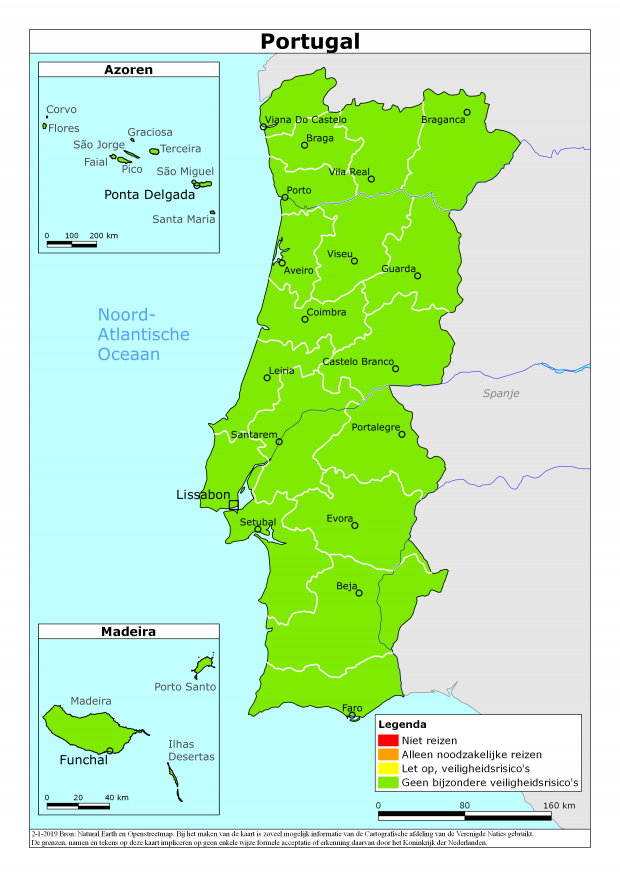 Portugal
Azoren
Corvo
Flores
Graciosa
São Jorge
Terceira
Faial
Pico
São Miguel
Ponta Delgada
Santa Maria
0 100 200 km
Viana Do Castelo
Braganca
Braga
Vila Real
Porto
Viseu
Aveiro
Guarda
Coimbra
Noord-
Atlantische
Oceaan
Castelo Branco
Leiria
Spanje
Portalegre
Santarem
Lissabon
Setubal
Evora
Beja
Faro
Madeira
Porto Santo
Madeira
Ilhas
Desertas
Funchal
0 20 40 km
Legenda
Niet reizen
Alleen noodzakelijke reizen
Let op, veiligheidsrisico's
Geen bijzondere veiligheidsrisico's
0 80 160 km
2-1-2019 Bron: Natural Earth en Openstreetmap. Bij het maken van de kaart is zoveel mogelijk informatie van de Cartografische afdeling van de Verenigde Naties gebruikt.
De grenzen, namen en tekens op deze kaart impliceren op geen enkele wijze formele acceptatie of erkenning daarvan door het Koninkrijk der Nederlanden.